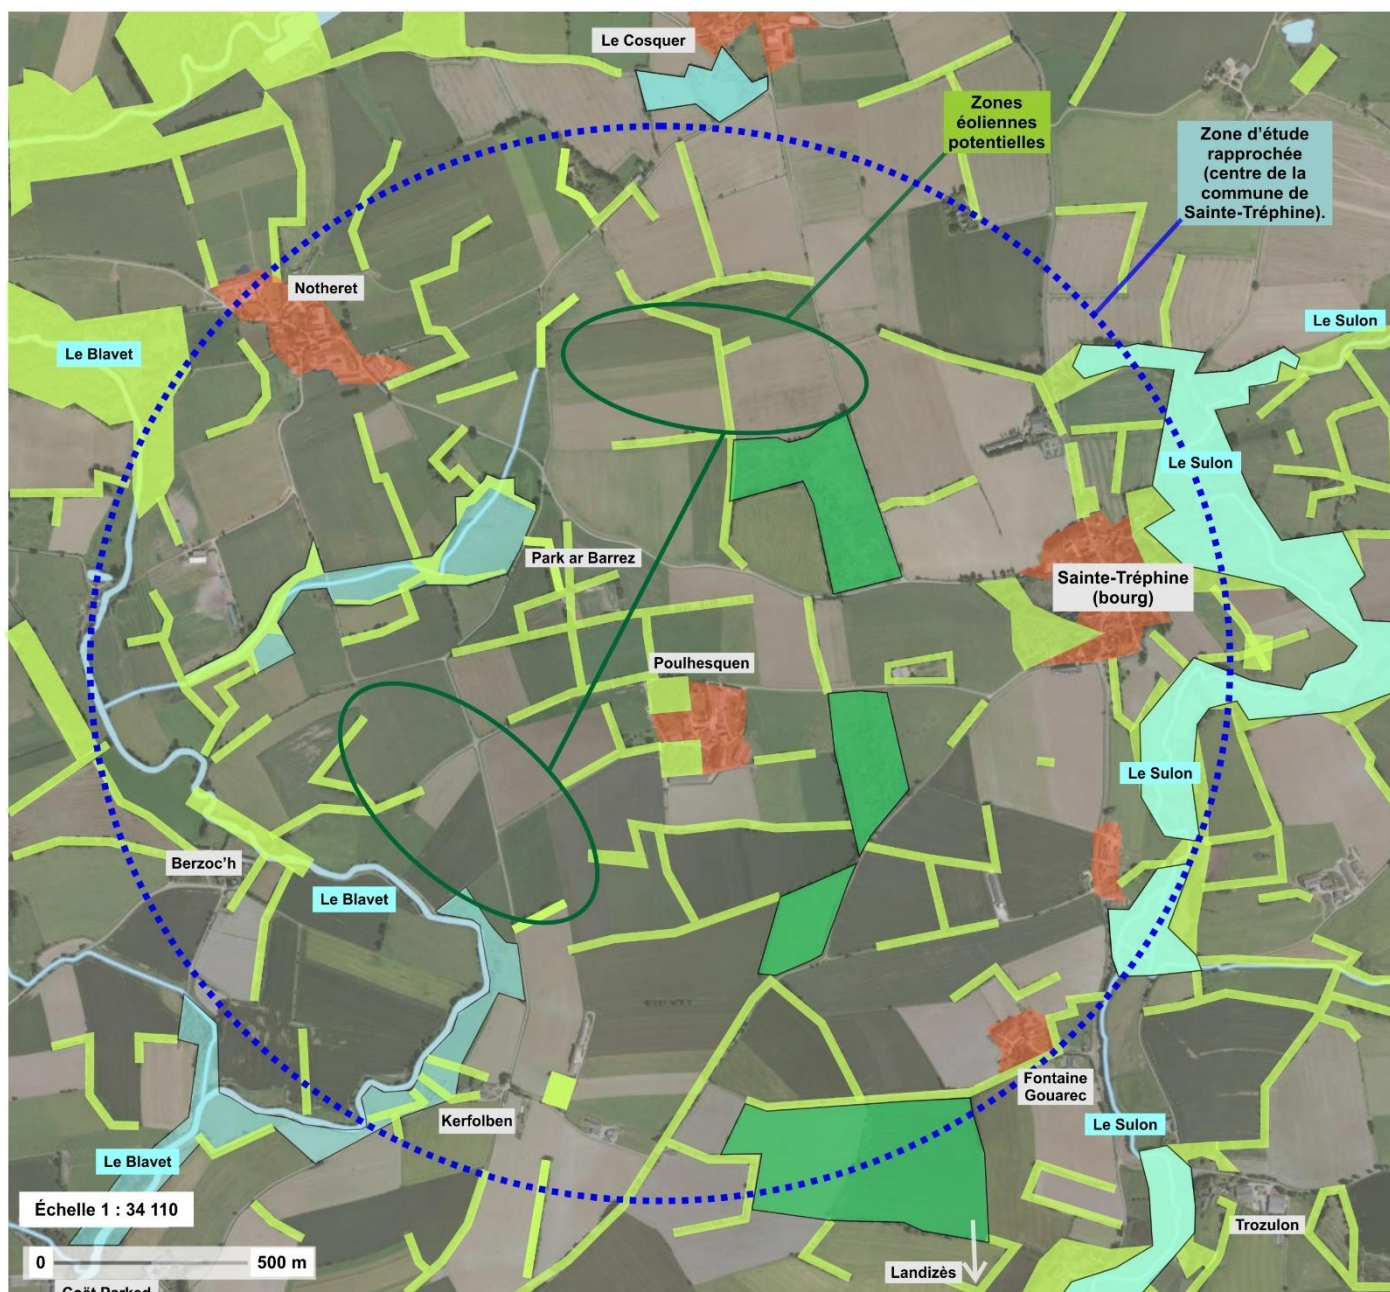 Le Cosquer
Zones
éoliennes
potentielles
Zone d’étude
rapprochée
(centre de la
commune de
Sainte-Tréphine).
Notheret
Le Sulon
Le Blavet
Le Sulon
Park ar Barrez
Sainte-Tréphine
(bourg)
Poulhesquen
Le Sulon
Berzoc’h
Le Blavet
Fontaine
Gouarec
Kerfolben
Le Sulon
Le Blavet
Échelle 1 : 34 110
Trozulon
0 500 m
Landizès
Coët Parked